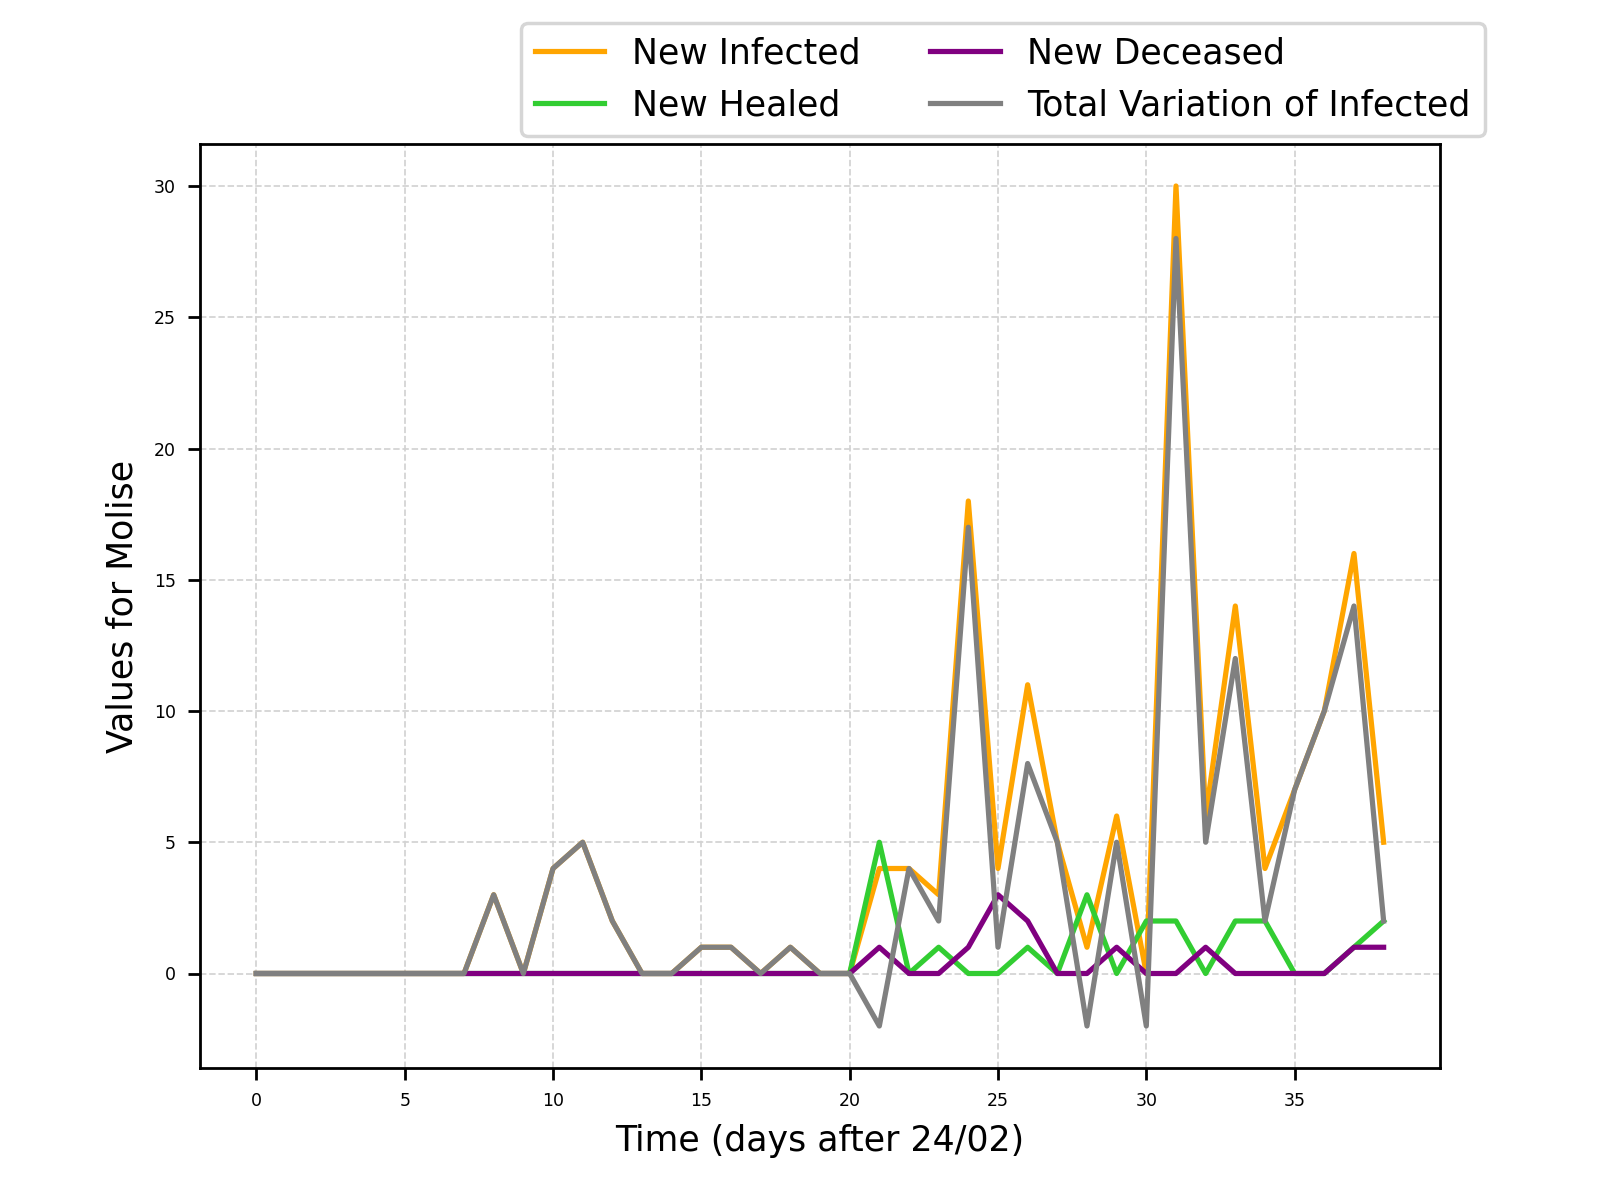 New Infected
New Healed
New Deceased
Total Variation of Infected
30
25
20
15
10
5
0
Values for Molise
0 5 10 15 20 25 30 35
Time (days after 24/02)